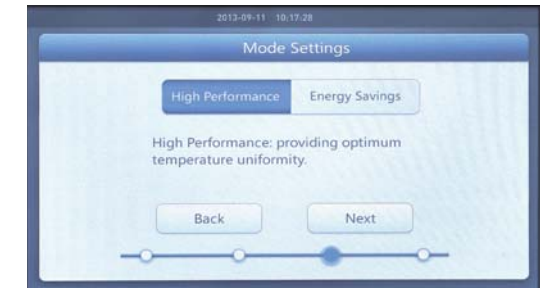 2013-09-11 10:17:28
Mode Settings
High Performance
Energy Savings
High Performance: providing optimum
temperature uniformity.
Back
Next